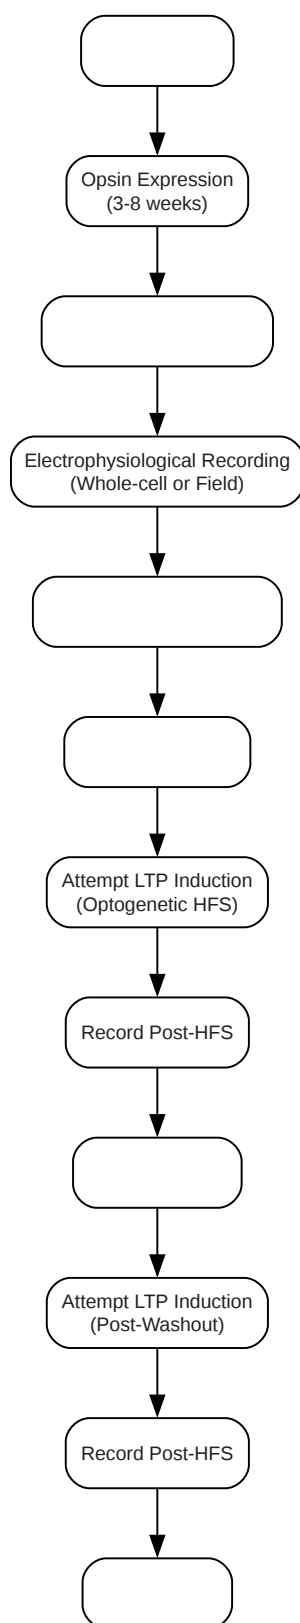 Opsin Expression
(3-8 weeks)
Electrophysiological Recording
(Whole-cell or Field)
Attempt LTP Induction
(Optogenetic HFS)
Record Post-HFS
Attempt LTP Induction
(Post-Washout)
Record Post-HFS